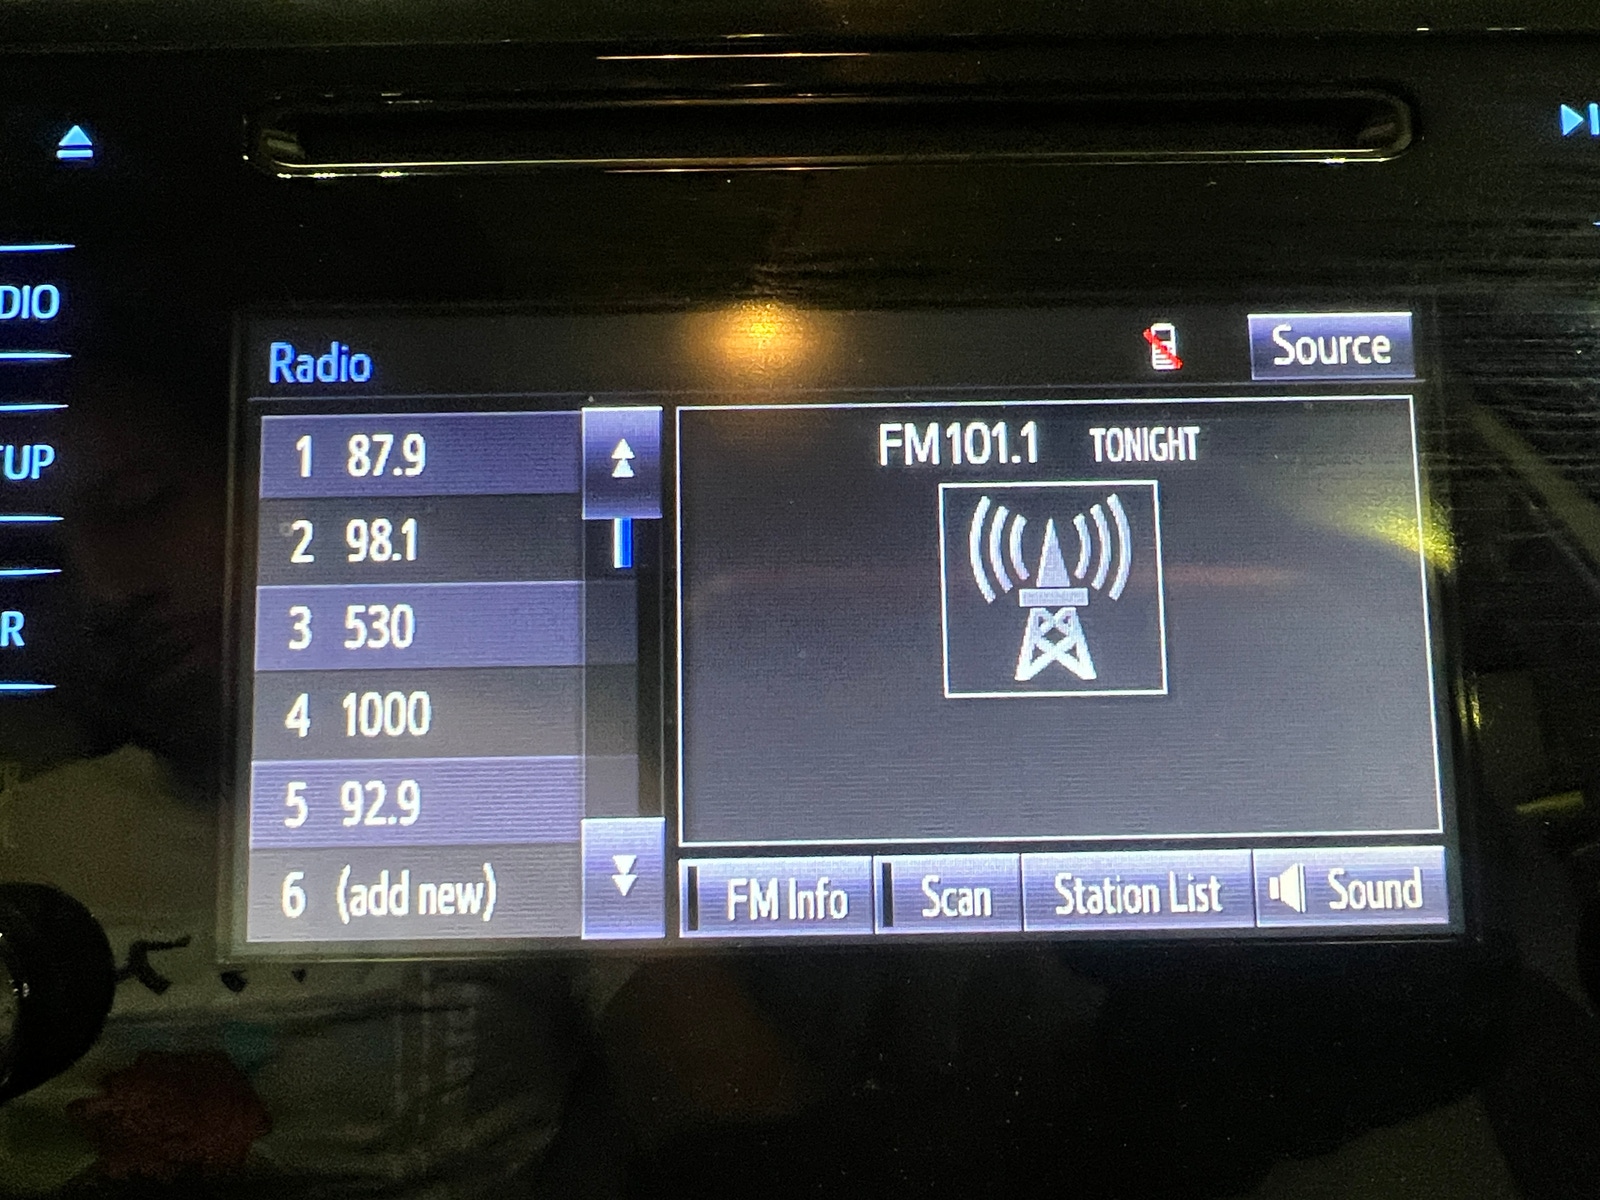 DIO
TUP
R
Radio
Source
1 87.9
2 98.1
3 530
4 1000
5 92.9
6 (add new)
FM101.1 TONIGHT
FM Info
Scan
Station List
Sound